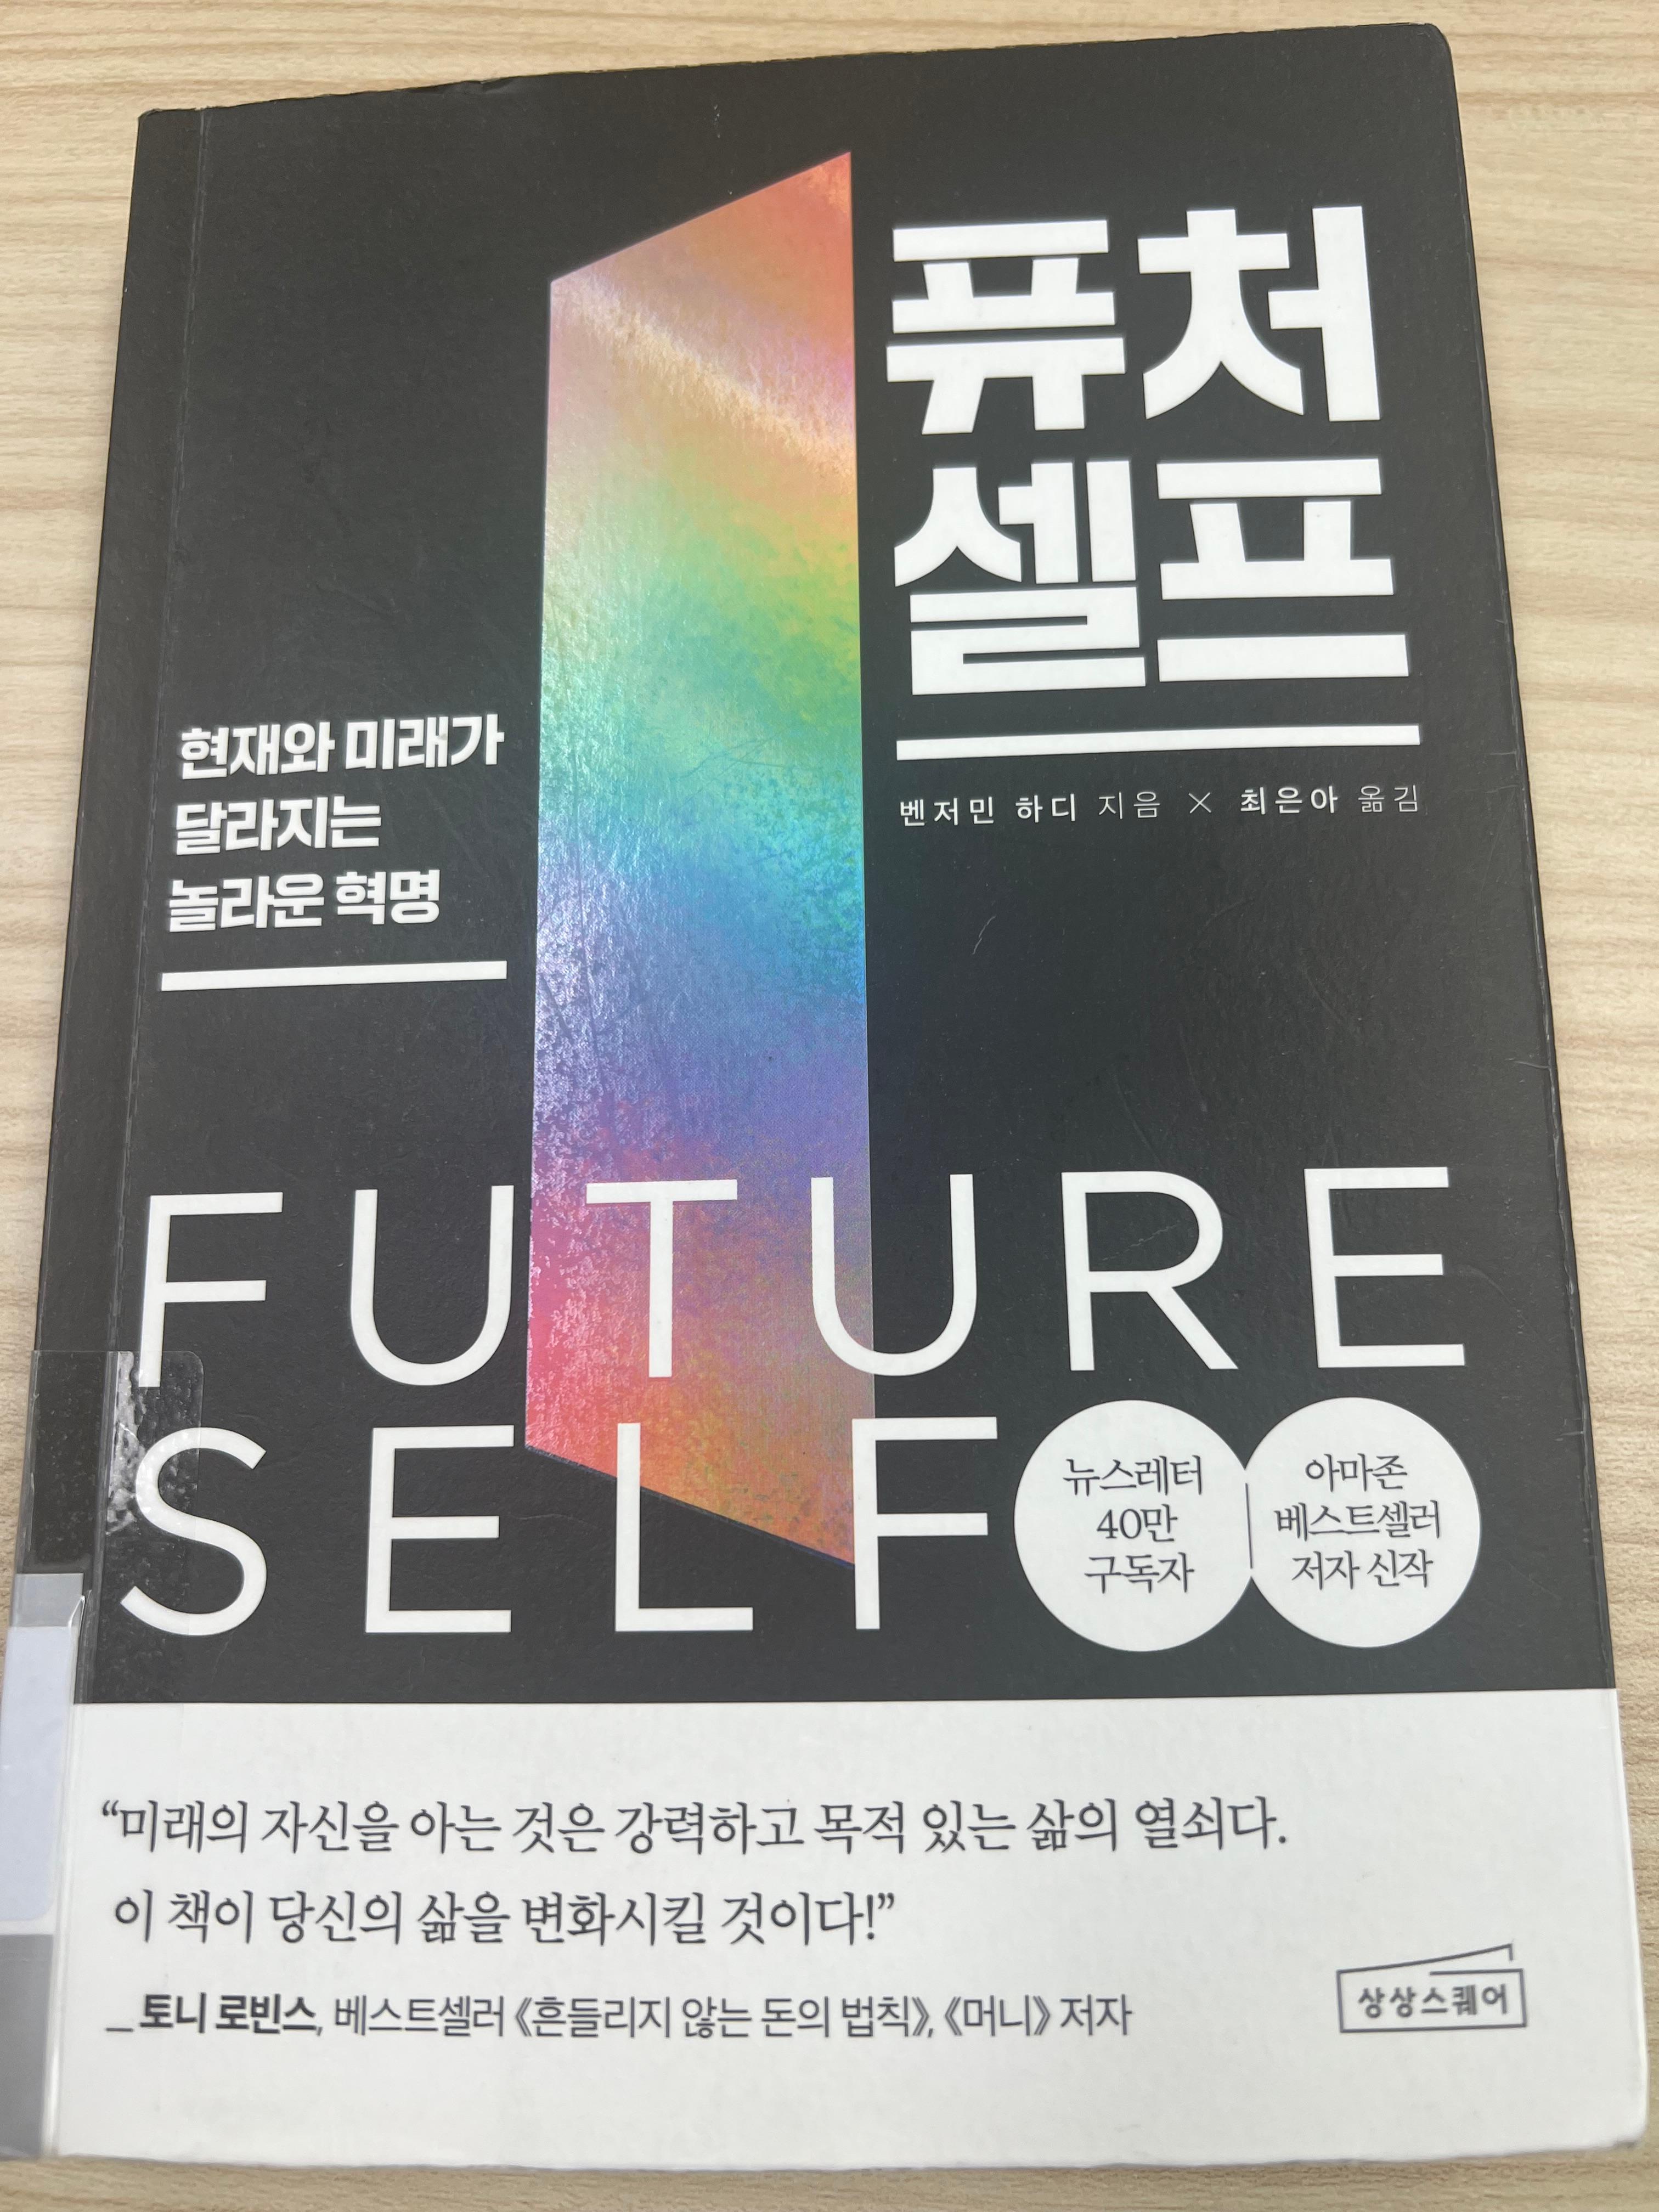 퓨처
셀프
벤저민 하디 지음 × 최은아 옮김
현재와 미래가
달라지는
놀라운 혁명
FUTURE
SELF
뉴스레터
40만
구독자
아마존
베스트셀러
저자 신작
“미래의 자신을 아는 것은 강력하고 목적 있는 삶의 열쇠다.
이 책이 당신의 삶을 변화시킬 것이다!”
_토니 로빈스, 베스트셀러 《흔들리지 않는 돈의 법칙》, 《머니》 저자
상상스퀘어